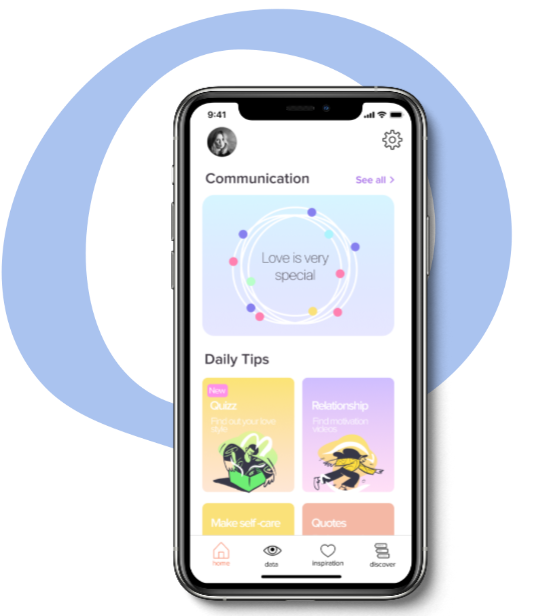 9:41
Communication
See all >
Love is very
special
Daily Tips
New
Quizz
Find out your love
style
Relationship
Find motivation
videos
Make self-care
Quotes
home
data
inspiration
discover